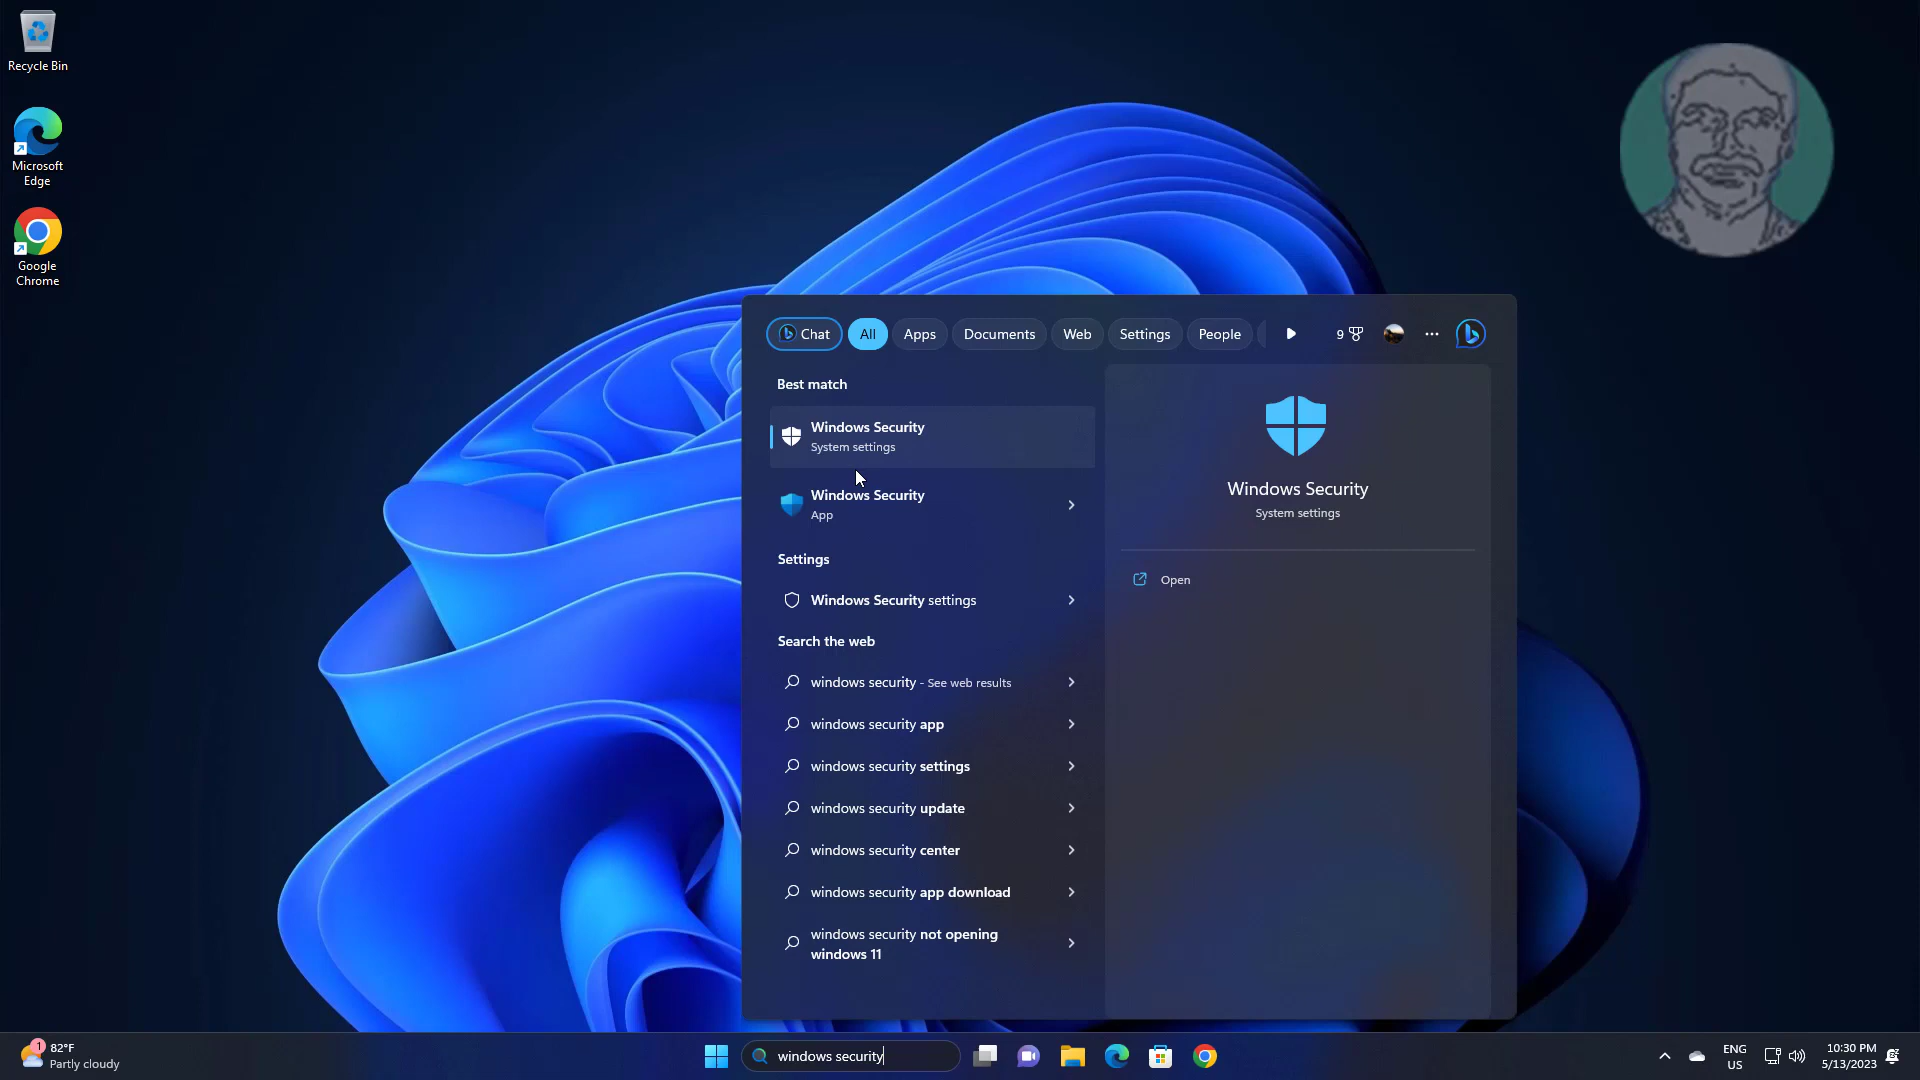 Recycle Bin
Microsoft
Edge
Google
Chrome
Chat
All
Apps
Documents
Web
Settings
People
9
Best match
Windows Security
System settings
Windows Security
App
Settings
Windows Security settings
Search the web
windows security - See web results
windows security app
windows security settings
windows security update
windows security center
windows security app download
windows security not opening
windows 11
Windows Security
System settings
Open
1
82°F
Partly cloudy
windows security
ENG
US
10:30 PM
5/13/2023